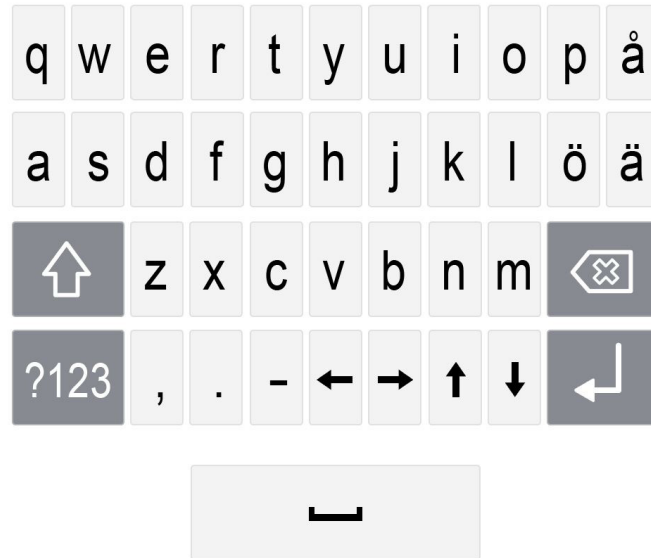 q w e r t y u i o p å
a s d f g h j k l ö ä
z x c v b n m
?123 , . - ← → ↑ ↓